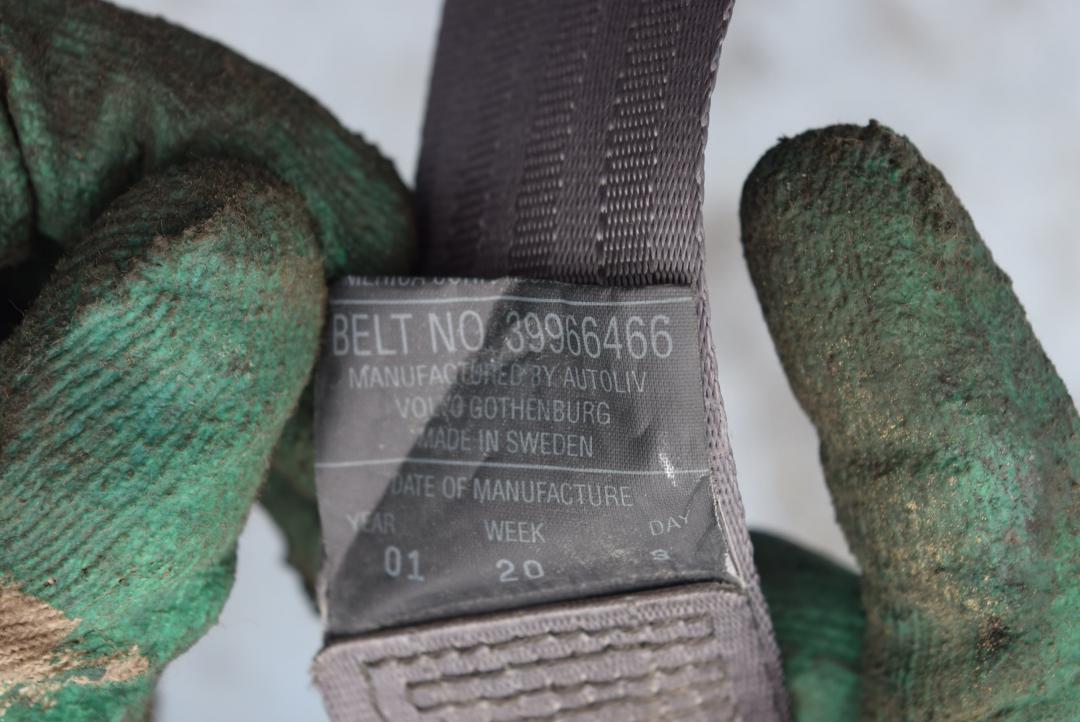 BELT NO 39966466
MANUFACTURED BY AUTOLIV
VOLVO GOTHENBURG
MADE IN SWEDEN
DATE OF MANUFACTURE
YEAR WEEK DAY
01 20 3